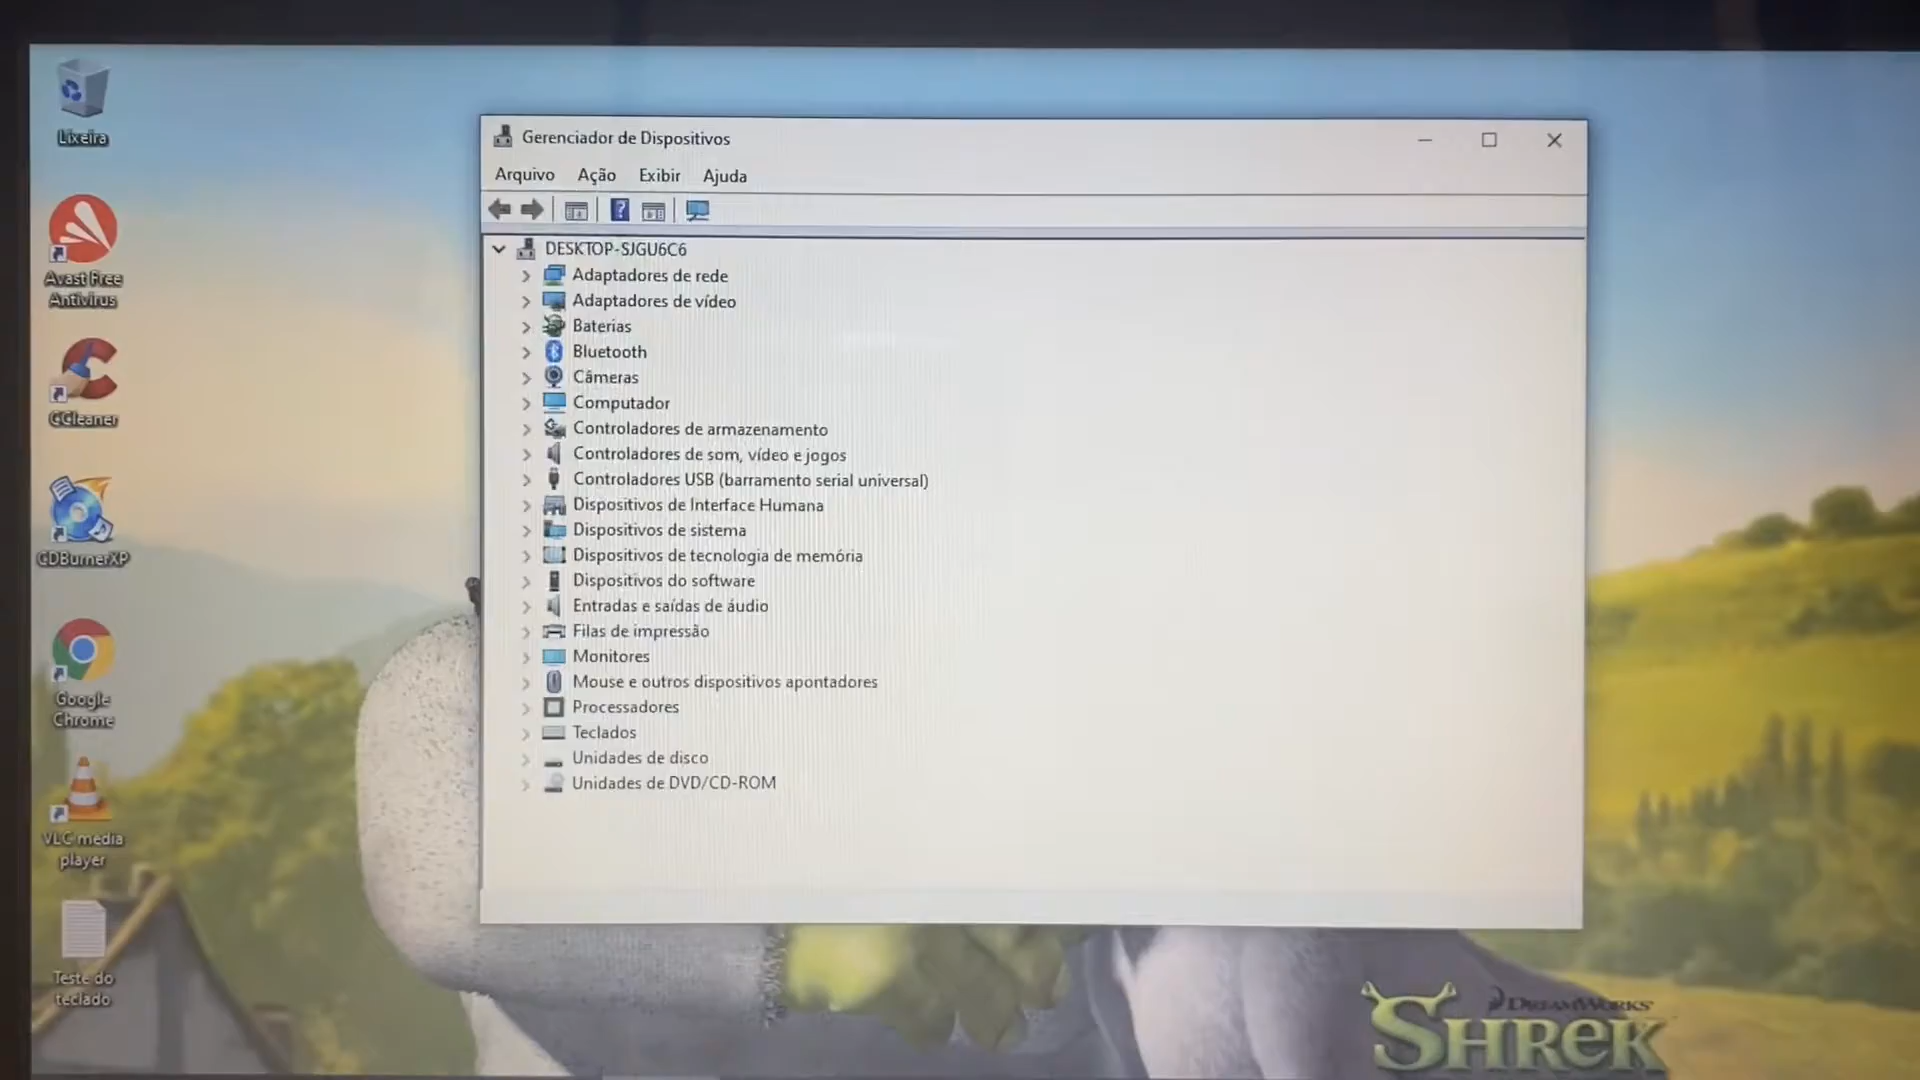 Lixeira
Avast Free
Antivirus
CCleaner
CDBurnerXP
Google
Chrome
VLC media
player
Teste do
teclado
Gerenciador de Dispositivos
Arquivo Ação Exibir Ajuda
DESKTOP-SJGU6C6
Adaptadores de rede
Adaptadores de vídeo
Baterias
Bluetooth
Câmeras
Computador
Controladores de armazenamento
Controladores de som, vídeo e jogos
Controladores USB (barramento serial universal)
Dispositivos de Interface Humana
Dispositivos de sistema
Dispositivos de tecnologia de memória
Dispositivos do software
Entradas e saídas de áudio
Filas de impressão
Monitores
Mouse e outros dispositivos apontadores
Processadores
Teclados
Unidades de disco
Unidades de DVD/CD-ROM
DREAMWORKS
SHREK